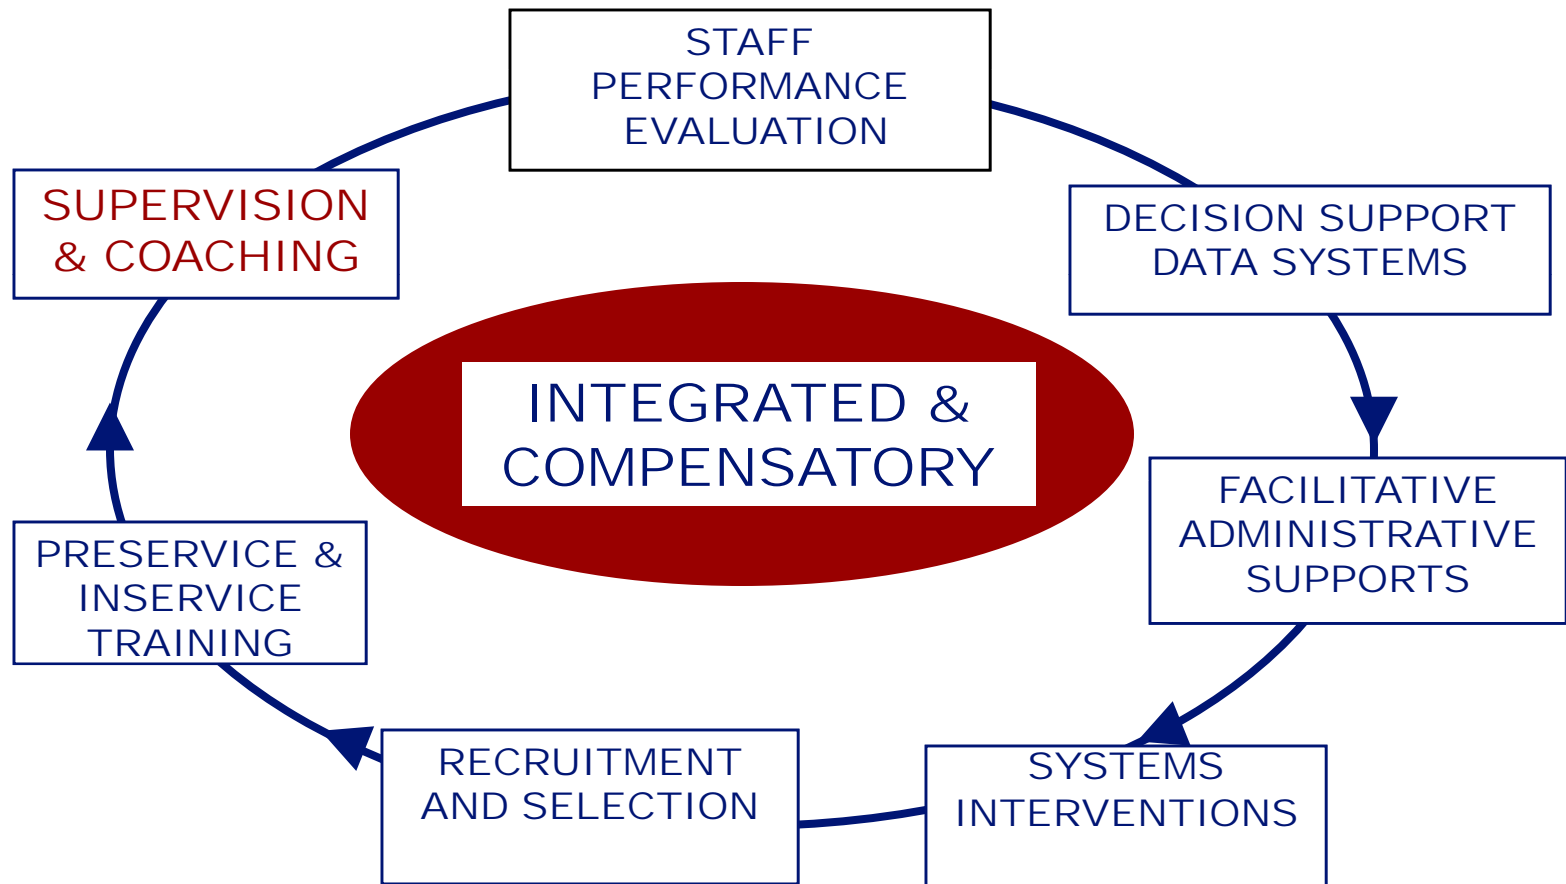 STAFF
PERFORMANCE
EVALUATION
SUPERVISION
& COACHING
DECISION SUPPORT
DATA SYSTEMS
INTEGRATED &
COMPENSATORY
FACILITATIVE
ADMINISTRATIVE
SUPPORTS
PRESERVICE &
INSERVICE
TRAINING
RECRUITMENT
AND SELECTION
SYSTEMS
INTERVENTIONS